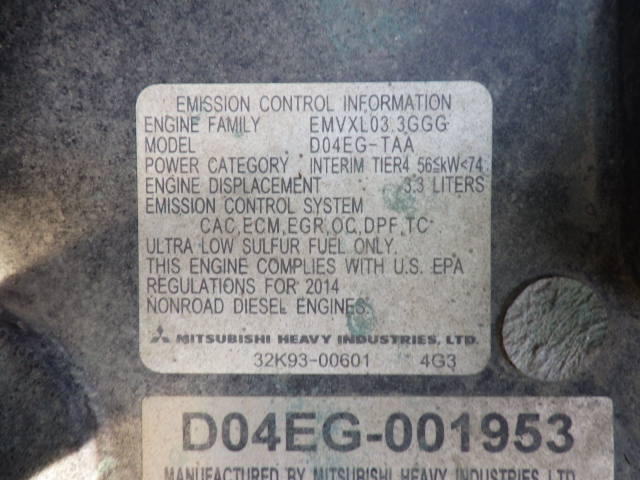 EMISSION CONTROL INFORMATION
ENGINE FAMILY EMVXL03.3GGG
MODEL D04EG-TAA
POWER CATEGORY INTERIM TIER4 56≤kW<74
ENGINE DISPLACEMENT 3.3 LITERS
EMISSION CONTROL SYSTEM
CAC,ECM,EGR,OC,DPF,TC
ULTRA LOW SULFUR FUEL ONLY.
THIS ENGINE COMPLIES WITH U.S. EPA
REGULATIONS FOR 2014
NONROAD DIESEL ENGINES.
MITSUBISHI HEAVY INDUSTRIES, LTD.
32K93-00601 4G3
D04EG-001953
MANUFACTURED BY MITSUBISHI HEAVY INDUSTRIES LTD